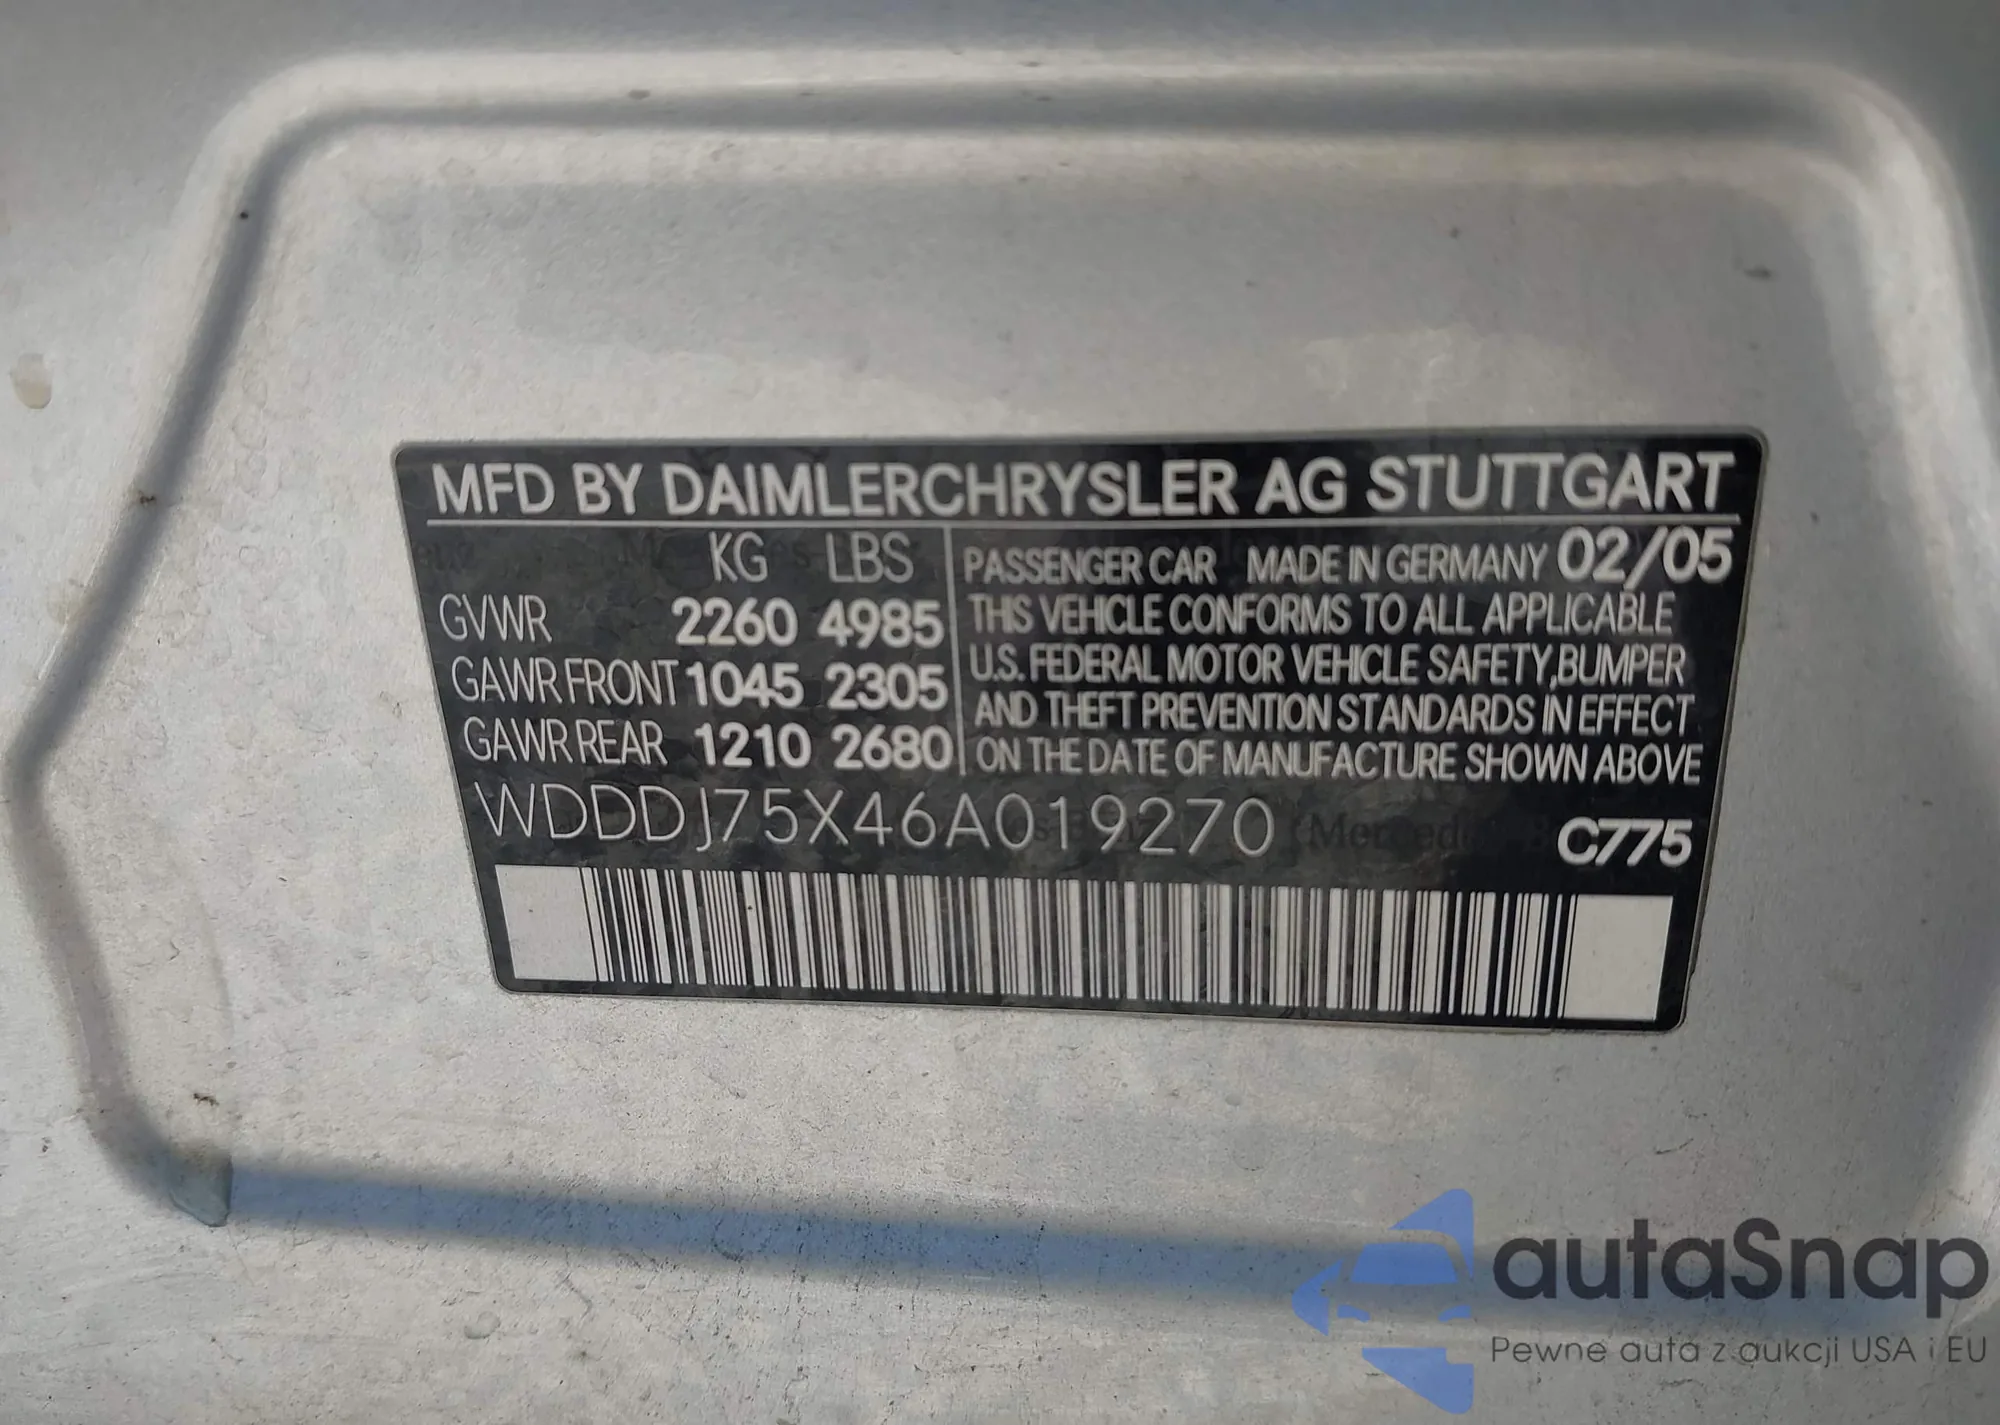 MFD BY DAIMLERCHRYSLER AG STUTTGART
KG LBS
GVWR 2260 4985
GAWR FRONT 1045 2305
GAWR REAR 1210 2680
PASSENGER CAR MADE IN GERMANY 02/05
THIS VEHICLE CONFORMS TO ALL APPLICABLE
U.S. FEDERAL MOTOR VEHICLE SAFETY, BUMPER
AND THEFT PREVENTION STANDARDS IN EFFECT
ON THE DATE OF MANUFACTURE SHOWN ABOVE
WDDDJ75X46A019270
C775
autaSnap
Pewne auta z aukcji USA i EU